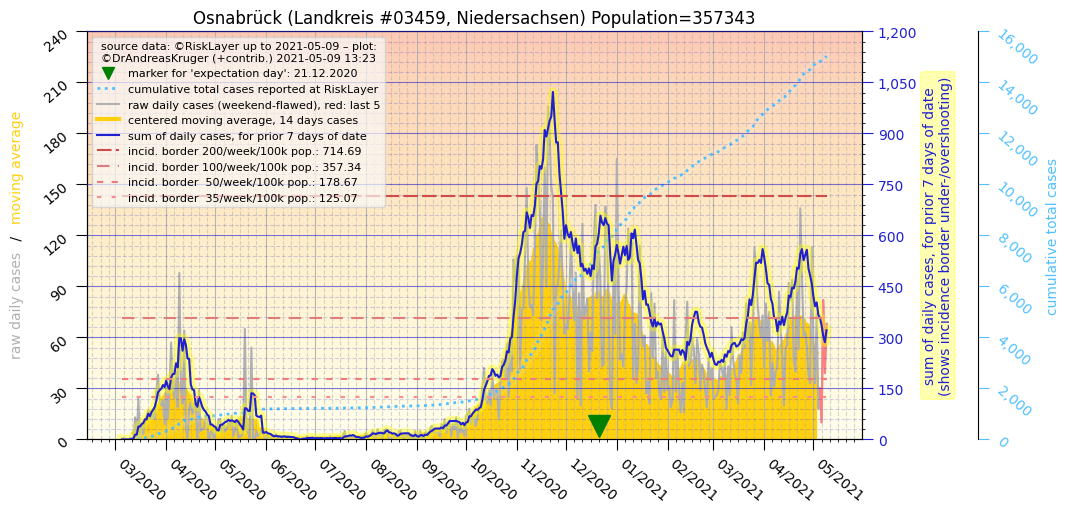 Osnabrück (Landkreis #03459, Niedersachsen) Population=357343
source data: ©RiskLayer up to 2021-05-09 – plot:
©DrAndreasKruger (+contrib.) 2021-05-09 13:23
marker for 'expectation day': 21.12.2020
cumulative total cases reported at RiskLayer
raw daily cases (weekend-flawed), red: last 5
centered moving average, 14 days cases
sum of daily cases, for prior 7 days of date
incid. border 200/week/100k pop.: 714.69
incid. border 100/week/100k pop.: 357.34
incid. border  50/week/100k pop.: 178.67
incid. border  35/week/100k pop.: 125.07
raw daily cases  /  moving average
240
210
180
150
120
90
60
30
0
03/2020
04/2020
05/2020
06/2020
07/2020
08/2020
09/2020
10/2020
11/2020
12/2020
01/2021
02/2021
03/2021
04/2021
05/2021
1,200
1,050
900
750
600
450
300
150
0
sum of daily cases, for prior 7 days of date
(shows incidence border under-/overshooting)
16,000
14,000
12,000
10,000
8,000
6,000
4,000
2,000
0
cumulative total cases